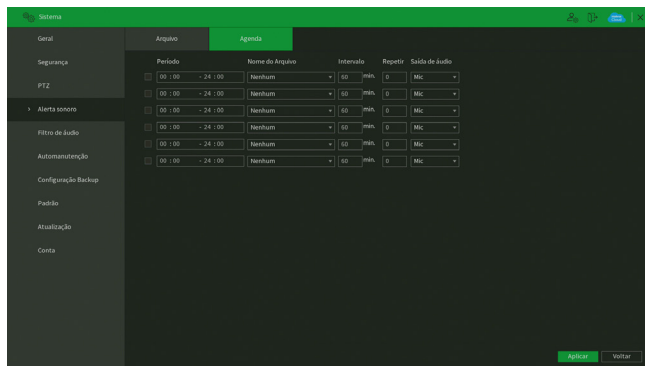 Sistema
Geral
Segurança
PTZ
Alerta sonoro
Filtro de áudio
Automanutenção
Configuração Backup
Padrão
Atualização
Conta
Arquivo Agenda
Período Nome do Arquivo Intervalo Repetir Saída de áudio
00 : 00 - 24 : 00 Nenhum 60 min. 0 Mic
00 : 00 - 24 : 00 Nenhum 60 min. 0 Mic
00 : 00 - 24 : 00 Nenhum 60 min. 0 Mic
00 : 00 - 24 : 00 Nenhum 60 min. 0 Mic
00 : 00 - 24 : 00 Nenhum 60 min. 0 Mic
00 : 00 - 24 : 00 Nenhum 60 min. 0 Mic
Aplicar Voltar